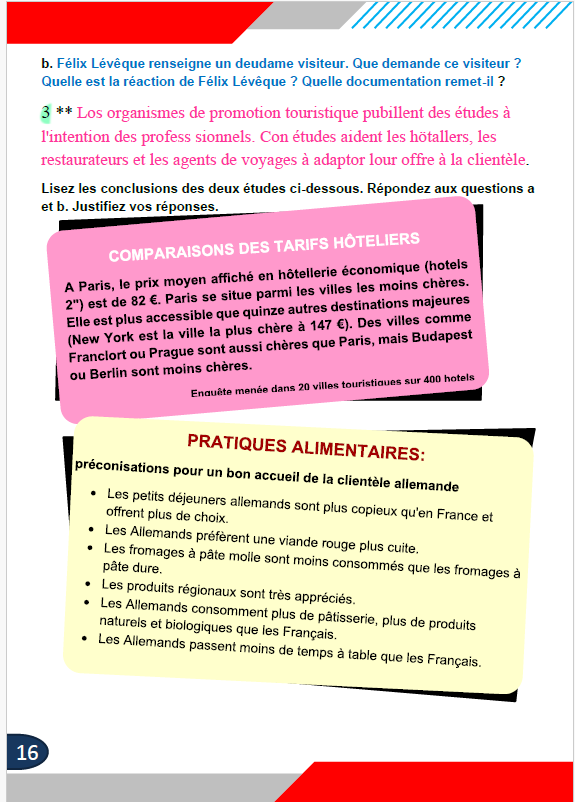 b. Félix Lévêque renseigne un deudame visiteur. Que demande ce visiteur ?
Quelle est la réaction de Félix Lévêque ? Quelle documentation remet-il ?
3 ** Los organismes de promotion touristique pubillent des études à
l'intention des profess sionnels. Con études aident les hötallers, les
restaurateurs et les agents de voyages à adaptor lour offre à la clientèle.
Lisez les conclusions des deux études ci-dessous. Répondez aux questions a
et b. Justifiez vos réponses.
COMPARAISONS DES TARIFS HÔTELIERS
A Paris, le prix moyen affiché en hôtellerie économique (hotels
2") est de 82 €. Paris se situe parmi les villes les moins chères.
Elle est plus accessible que quinze autres destinations majeures
(New York est la ville la plus chère à 147 €). Des villes comme
Franclort ou Prague sont aussi chères que Paris, mais Budapest
ou Berlin sont moins chères.
Enquête menée dans 20 villes touristiques sur 400 hotels
PRATIQUES ALIMENTAIRES:
préconisations pour un bon accueil de la clientèle allemande
• Les petits déjeuners allemands sont plus copieux qu'en France et
offrent plus de choix.
• Les Allemands préfèrent une viande rouge plus cuite.
• Les fromages à pâte molle sont moins consommés que les fromages à
pâte dure.
• Les produits régionaux sont très appréciés.
• Les Allemands consomment plus de pâtisserie, plus de produits
naturels et biologiques que les Français.
• Les Allemands passent moins de temps à table que les Français.
16